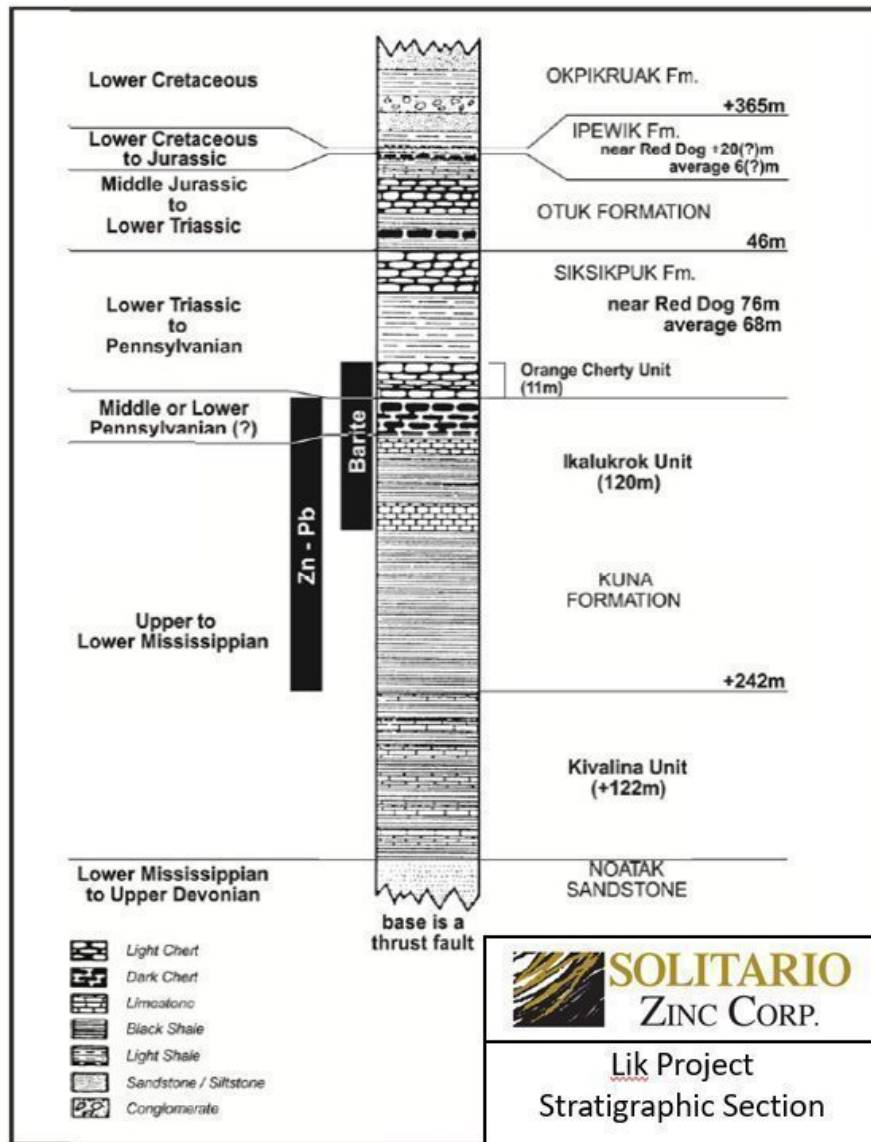 Lower Cretaceous
OKPIKRUAK Fm.
+365m
Lower Cretaceous
to Jurassic
IPEWIK Fm.
near Red Dog +20(?)m
average 6(?)m
Middle Jurassic
to
Lower Triassic
OTUK FORMATION
46m
SIKSIKPUK Fm.
near Red Dog 76m
average 68m
Lower Triassic
to
Pennsylvanian
Orange Cherty Unit
(11m)
Middle or Lower
Pennsylvanian (?)
Barite
Zn - Pb
Ikalukrok Unit
(120m)
KUNA
FORMATION
Upper to
Lower Mississippian
+242m
Kivalina Unit
(+122m)
Lower Mississippian
to Upper Devonian
NOATAK
SANDSTONE
base is a
thrust fault
Light Chert
Dark Chert
Limestone
Black Shale
Light Shale
Sandstone / Siltstone
Conglomerate
SOLITARIO
ZINC CORP.
Lik Project
Stratigraphic Section